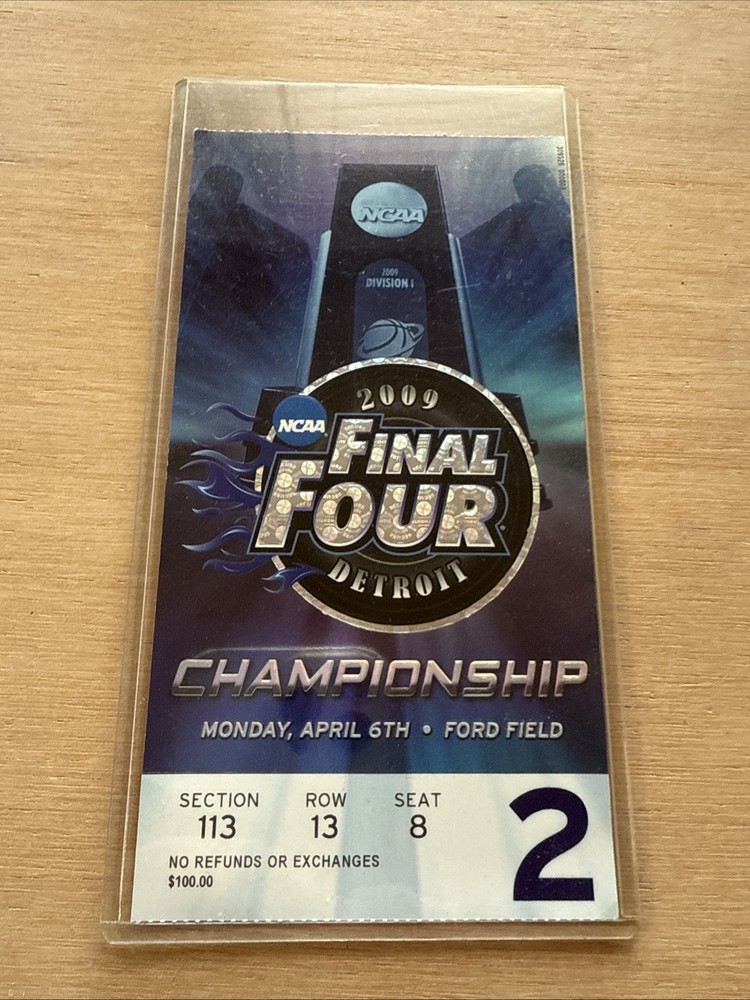 NCAA
2009
DIVISION I
2009
NCAA
FINAL
FOUR
DETROIT
CHAMPIONSHIP
MONDAY, APRIL 6TH • FORD FIELD
SECTION ROW SEAT
113 13 8
2
NO REFUNDS OR EXCHANGES
$100.00